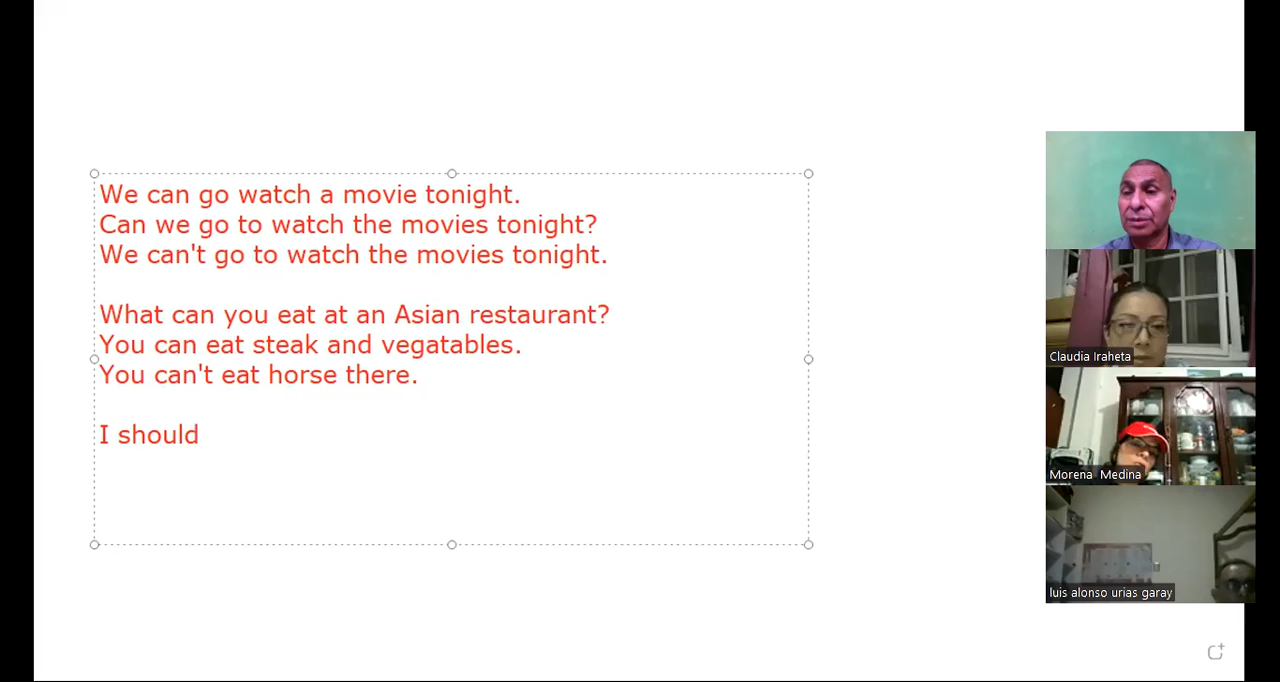 We can go watch a movie tonight.
Can we go to watch the movies tonight?
We can't go to watch the movies tonight.
What can you eat at an Asian restaurant?
You can eat steak and vegatables.
You can't eat horse there.
I should
Claudia Iraheta
Morena Medina
luis alonso urias garay